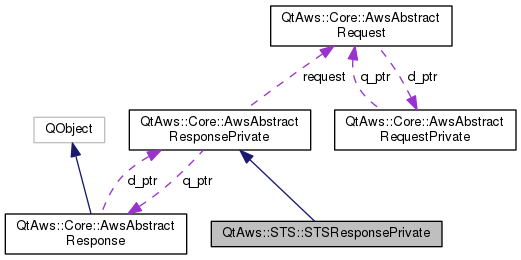 QtAws::Core::AwsAbstract
Request
request
q_ptr
d_ptr
QObject
QtAws::Core::AwsAbstract
ResponsePrivate
QtAws::Core::AwsAbstract
RequestPrivate
d_ptr
q_ptr
QtAws::Core::AwsAbstract
Response
QtAws::STS::STSResponsePrivate